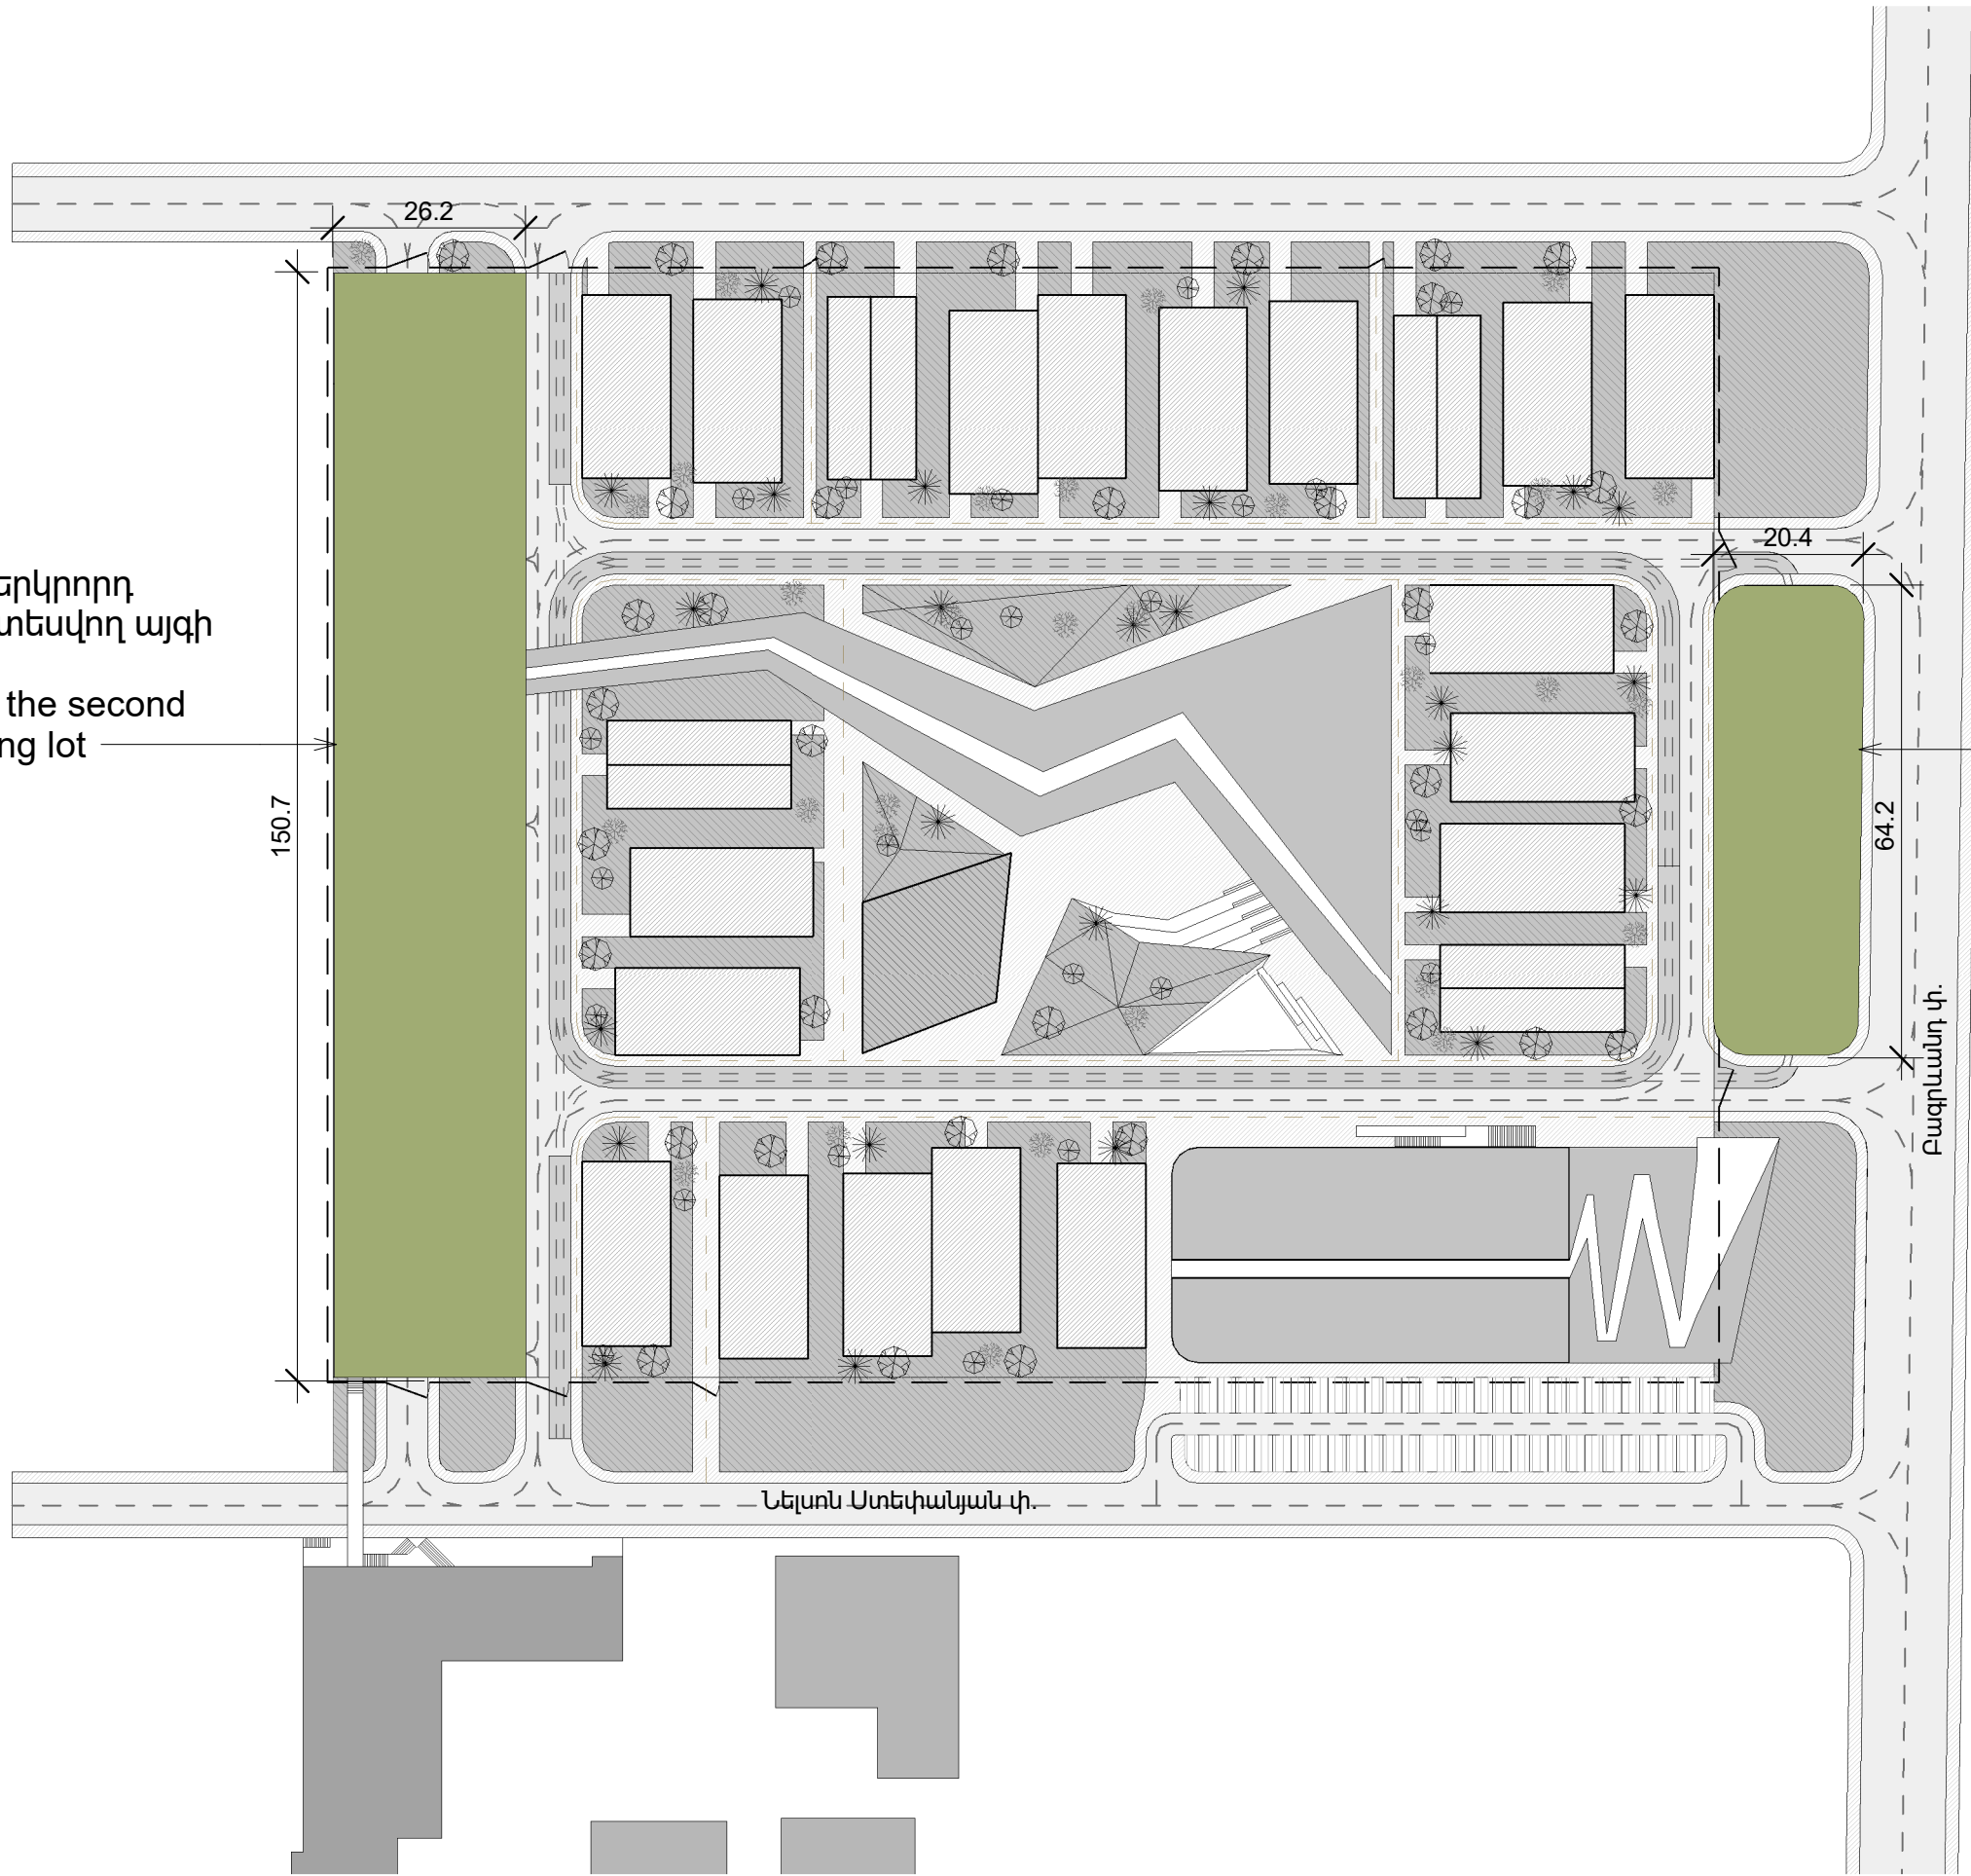 26.2
20.4
երկրորդ
տեսվող այգի
the second
ng lot
150.7
64.2
Բագրևանդ փ.
Նելսոն Ստեփանյան փ.